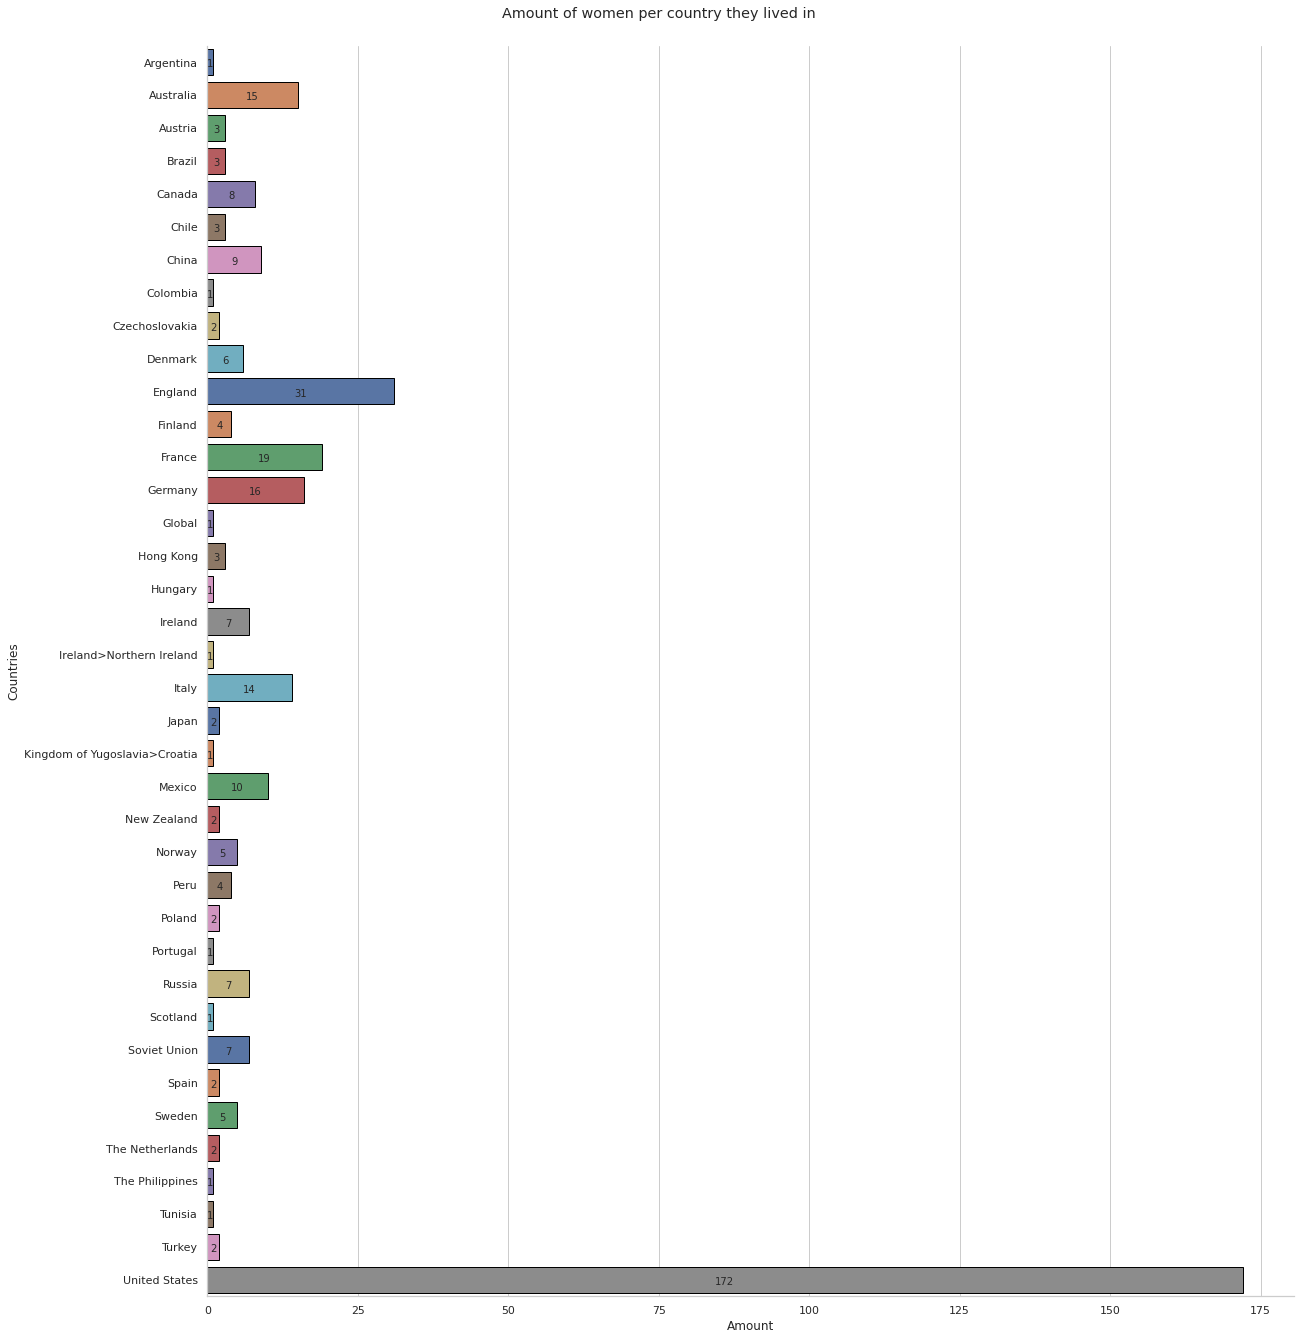 Amount of women per country they lived in
Countries
Argentina 1
Australia 15
Austria 3
Brazil 3
Canada 8
Chile 3
China 9
Colombia 1
Czechoslovakia 2
Denmark 6
England 31
Finland 4
France 19
Germany 16
Global 1
Hong Kong 3
Hungary 1
Ireland 7
Ireland>Northern Ireland 1
Italy 14
Japan 2
Kingdom of Yugoslavia>Croatia 1
Mexico 10
New Zealand 2
Norway 5
Peru 4
Poland 2
Portugal 1
Russia 7
Scotland 1
Soviet Union 7
Spain 2
Sweden 5
The Netherlands 2
The Philippines 1
Tunisia 1
Turkey 2
United States 172
0 25 50 75 100 125 150 175
Amount